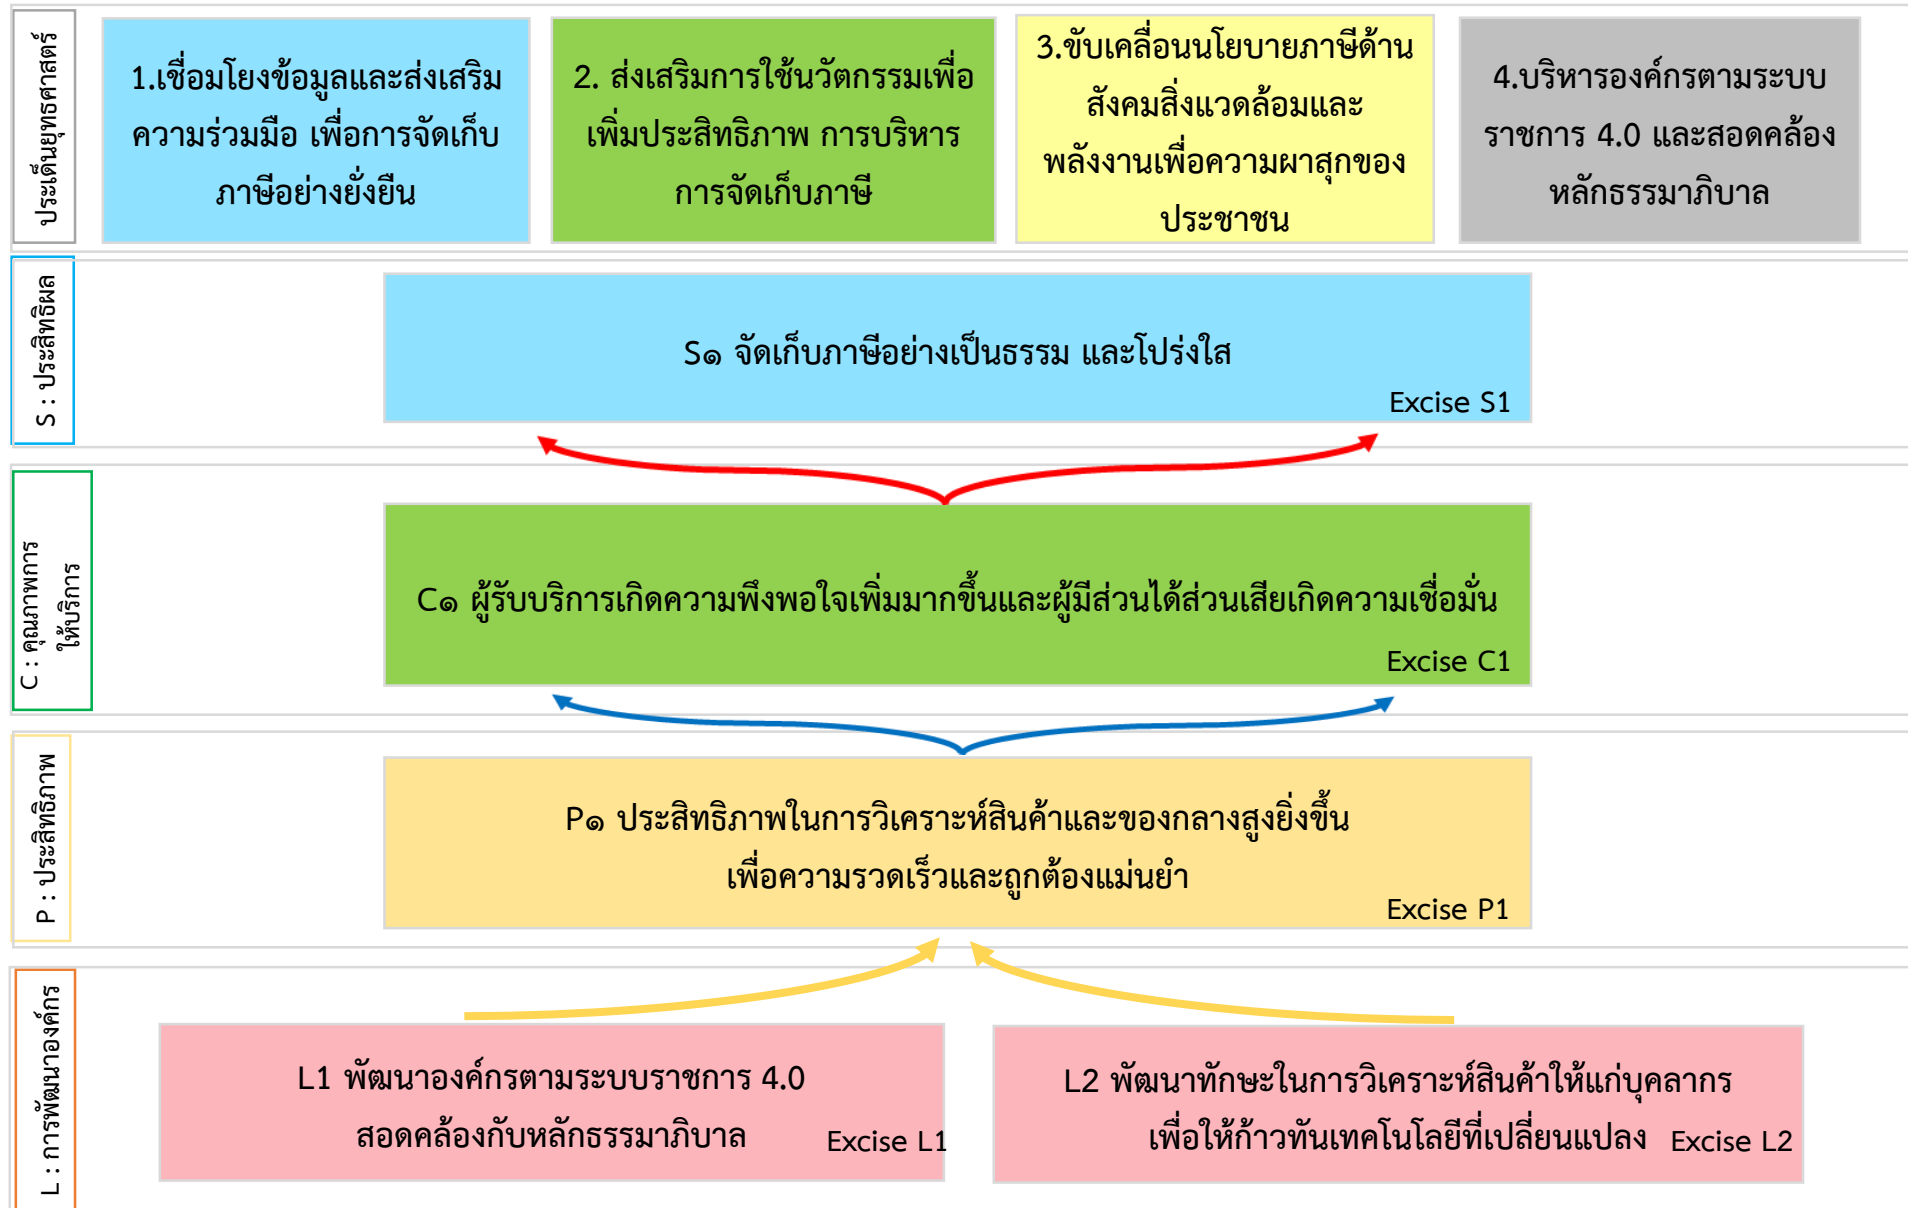 ประเด็นยุทธศาสตร์
1.เชื่อมโยงข้อมูลและส่งเสริม
ความร่วมมือ เพื่อการจัดเก็บ
ภาษีอย่างยั่งยืน
2. ส่งเสริมการใช้นวัตกรรมเพื่อ
เพิ่มประสิทธิภาพ การบริหาร
การจัดเก็บภาษี
3.ขับเคลื่อนนโยบายภาษีด้าน
สังคมสิ่งแวดล้อมและ
พลังงานเพื่อความผาสุกของ
ประชาชน
4.บริหารองค์กรตามระบบ
ราชการ 4.0 และสอดคล้อง
หลักธรรมาภิบาล
S : ประสิทธิผล
S๑ จัดเก็บภาษีอย่างเป็นธรรม และโปร่งใส
Excise S1
C : คุณภาพการ
ให้บริการ
C๑ ผู้รับบริการเกิดความพึงพอใจเพิ่มมากขึ้นและผู้มีส่วนได้ส่วนเสียเกิดความเชื่อมั่น
Excise C1
P : ประสิทธิภาพ
P๑ ประสิทธิภาพในการวิเคราะห์สินค้าและของกลางสูงยิ่งขึ้น
เพื่อความรวดเร็วและถูกต้องแม่นยำ
Excise P1
L : การพัฒนาองค์กร
L1 พัฒนาองค์กรตามระบบราชการ 4.0
สอดคล้องกับหลักธรรมาภิบาล
Excise L1
L2 พัฒนาทักษะในการวิเคราะห์สินค้าให้แก่บุคลากร
เพื่อให้ก้าวทันเทคโนโลยีที่เปลี่ยนแปลง
Excise L2